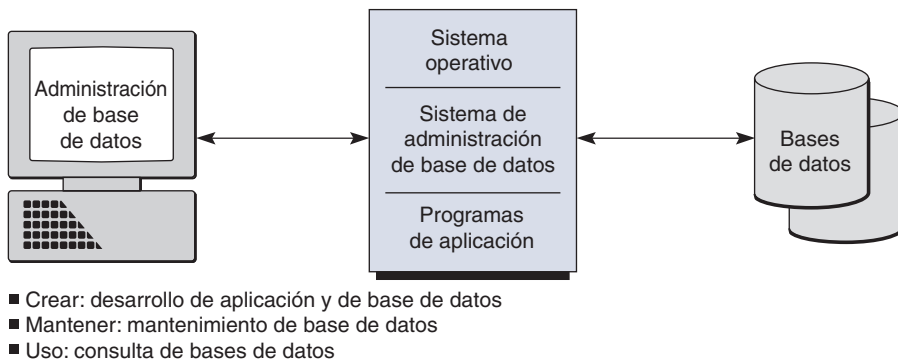 Administración
de base
de datos
Sistema
operativo
Sistema de
administración
de base de datos
Programas
de aplicación
Bases
de datos
■ Crear: desarrollo de aplicación y de base de datos
■ Mantener: mantenimiento de base de datos
■ Uso: consulta de bases de datos